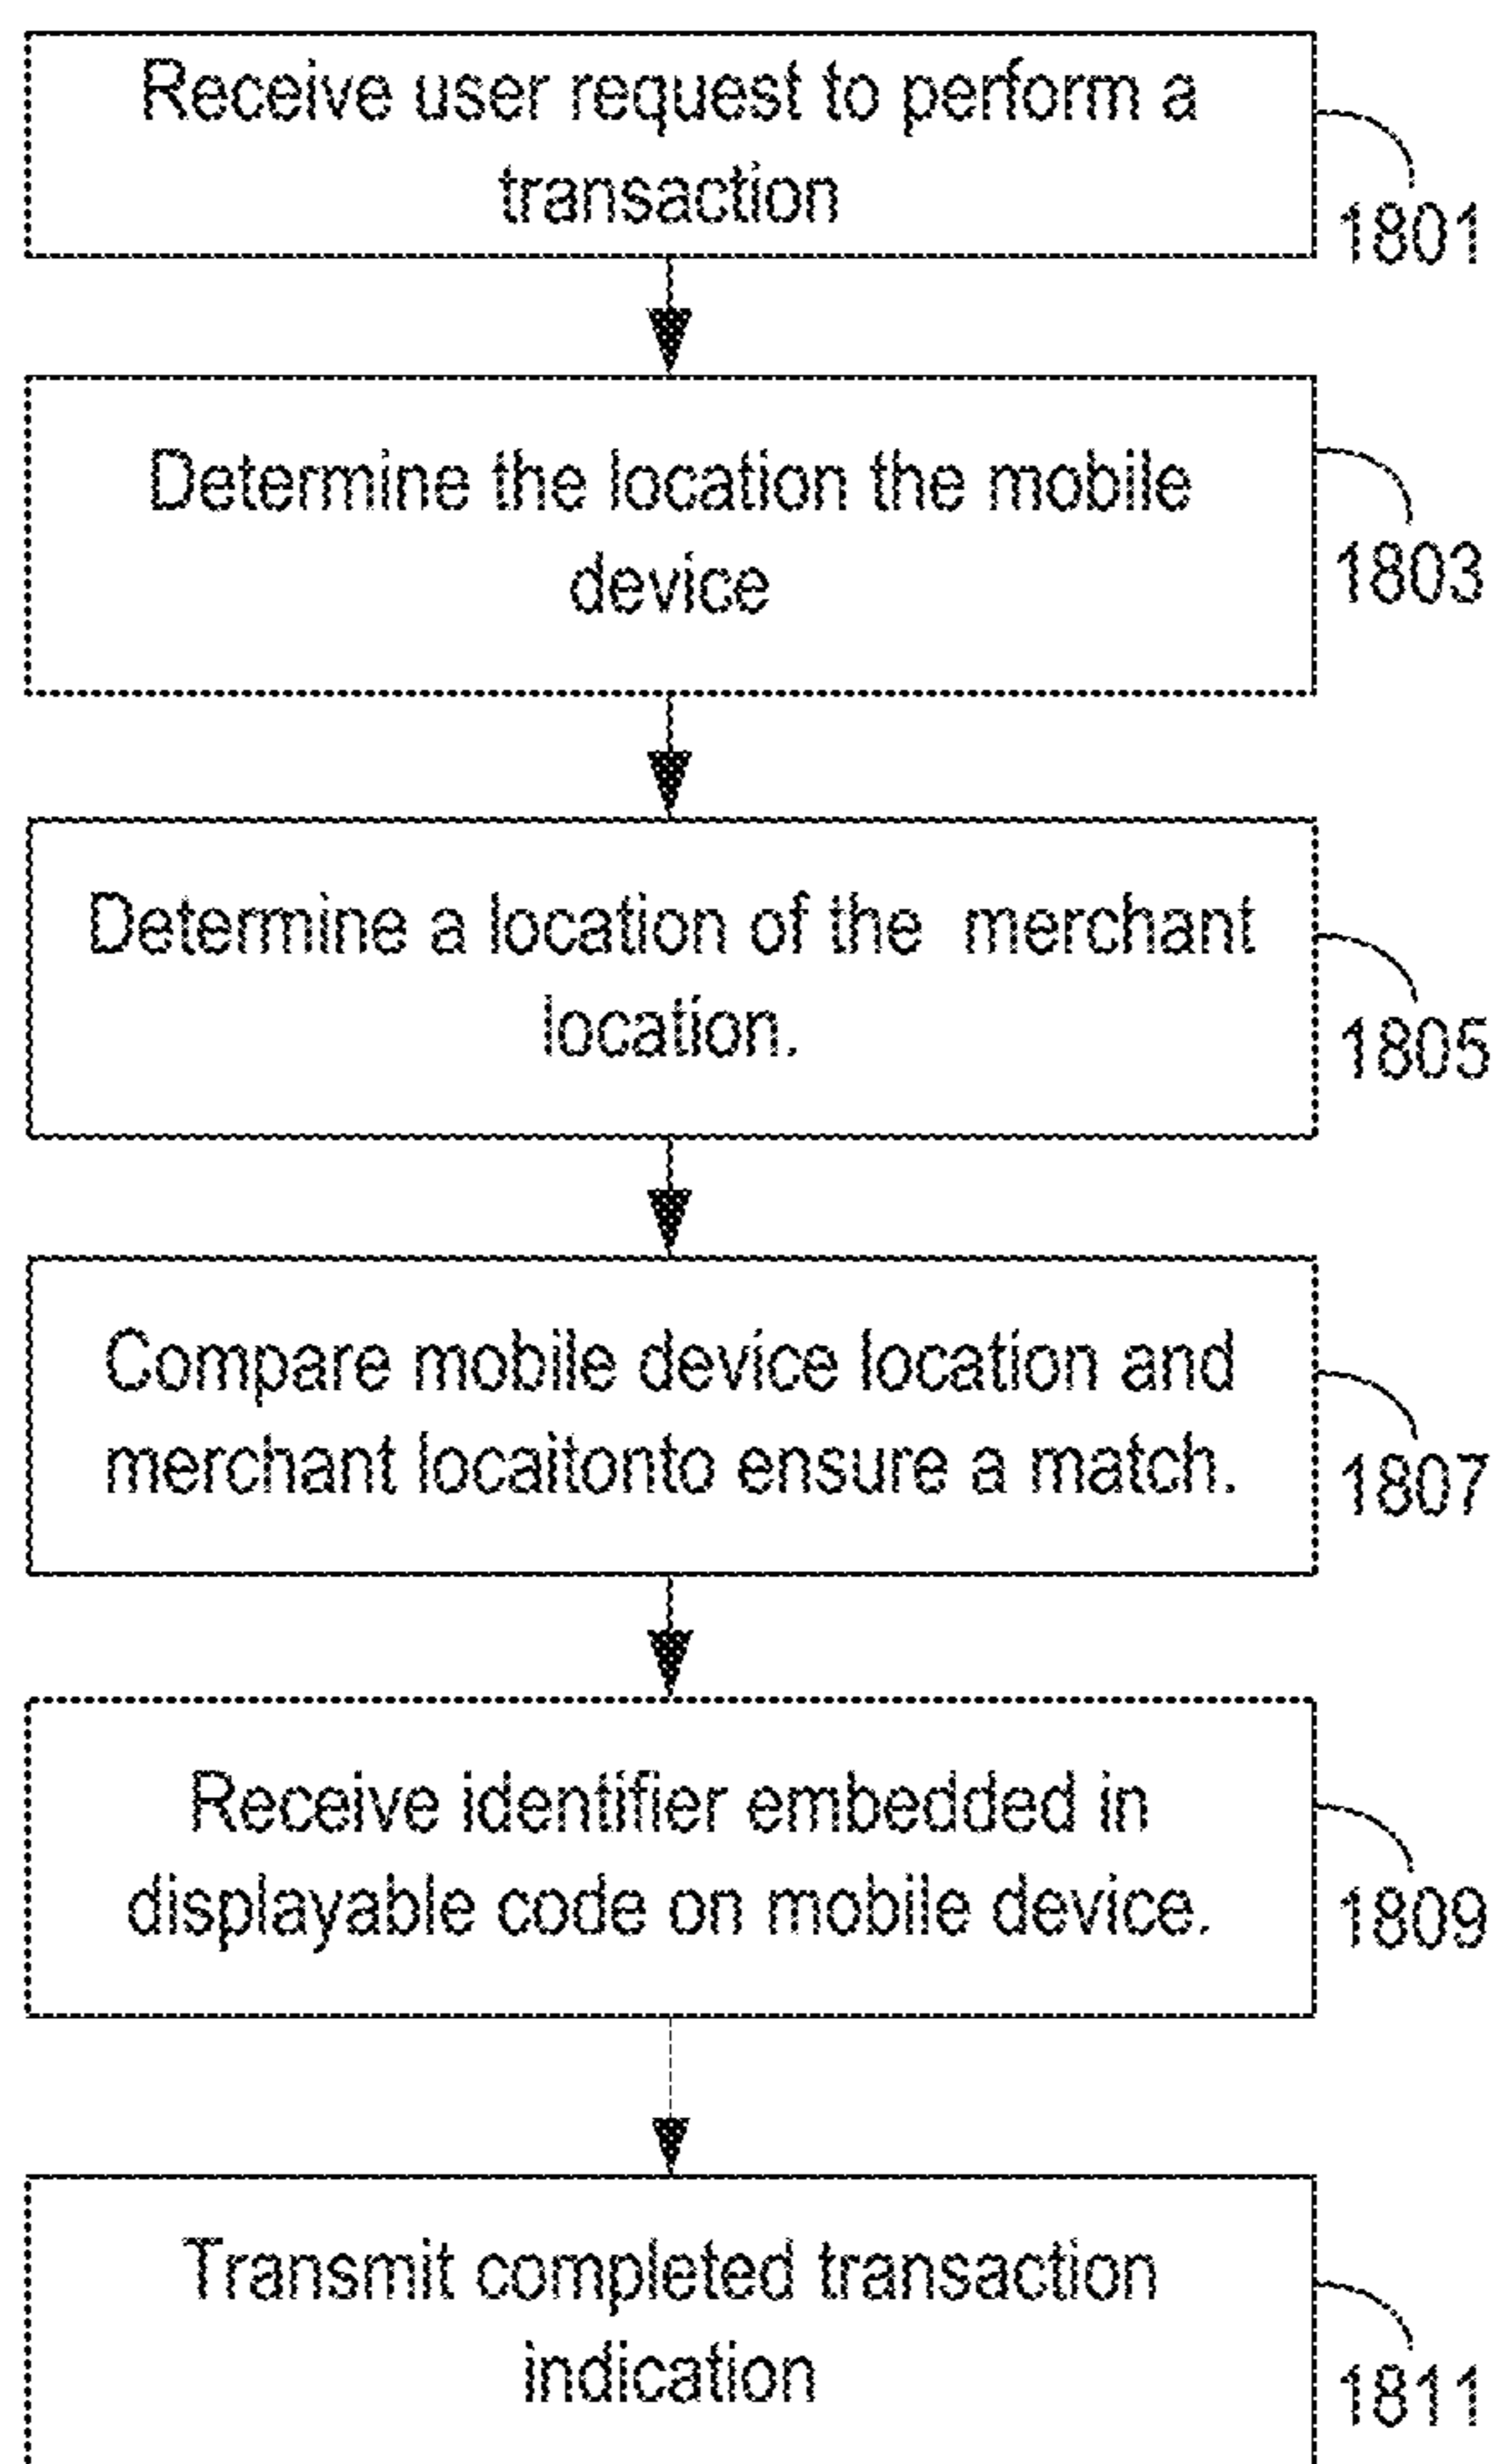 Receive user request to perform a
transaction
1801
Determine the location the mobile
device
1803
Determine a location of the  merchant
location.
1805
Compare mobile device location and
merchant locaitonto ensure a match.
1807
Receive identifier embedded in
displayable code on mobile device.
1809
Transmit completed transaction
indication
1811